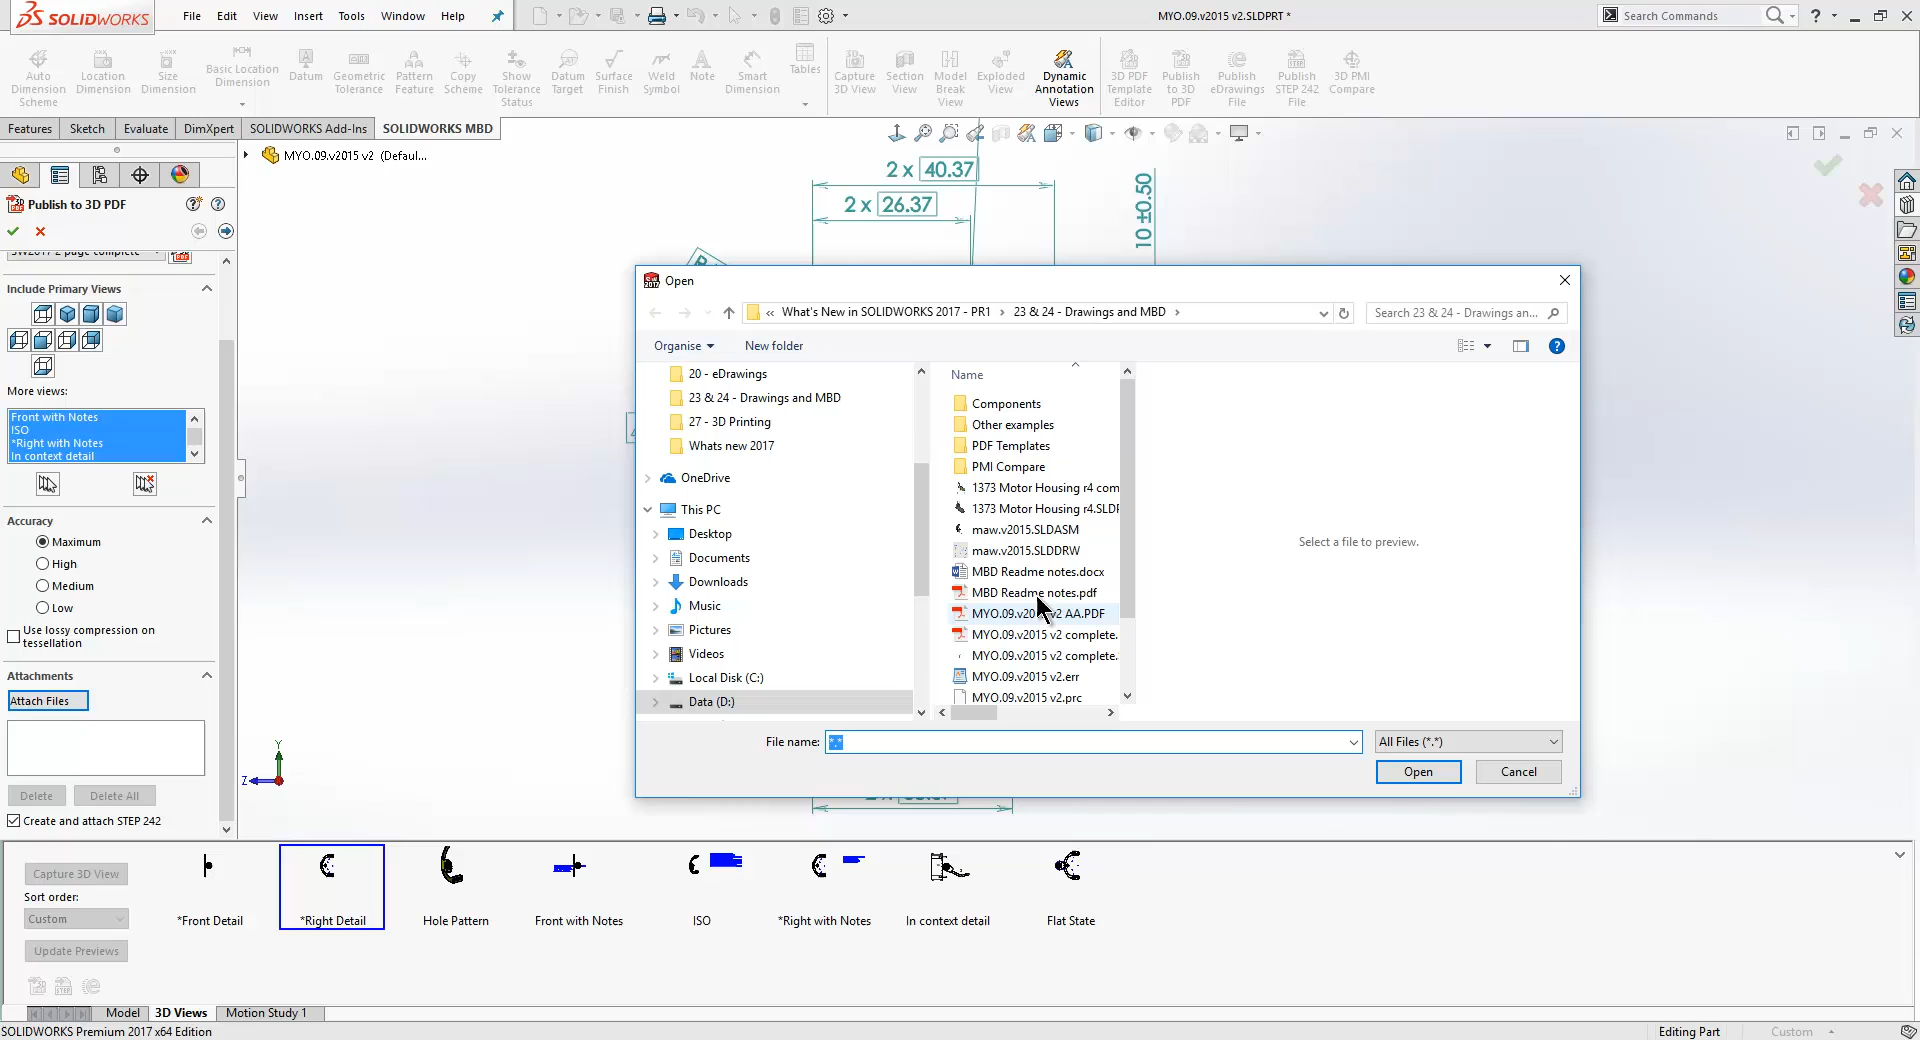 SOLIDWORKS
File Edit View Insert Tools Window Help
MYO.09.v2015 v2.SLDPRT *
Search Commands
Auto Dimension Scheme
Location Dimension
Size Dimension
Basic Location Dimension
Datum
Geometric Tolerance
Pattern Feature
Copy Scheme
Show Tolerance Status
Datum Target
Surface Finish
Weld Symbol
Note
Smart Dimension
Tables
Capture 3D View
Section View
Model Break View
Exploded View
Dynamic Annotation Views
3D PDF Template Editor
Publish to 3D PDF
Publish eDrawings File
Publish STEP 242 File
3D PMI Compare
Features Sketch Evaluate DimXpert SOLIDWORKS Add-Ins SOLIDWORKS MBD
MYO.09.v2015 v2 (Defaul...
2 x 40.37
2 x 26.37
10 ±0.50
Publish to 3D PDF
SW2017 2 page complete
Include Primary Views
More views:
Front with Notes
ISO
*Right with Notes
In context detail
Accuracy
Maximum
High
Medium
Low
Use lossy compression on
tessellation
Attachments
Attach Files
Delete Delete All
Create and attach STEP 242
Y
Z
Open
« What's New in SOLIDWORKS 2017 - PR1 › 23 & 24 - Drawings and MBD ›
Search 23 & 24 - Drawings an...
Organise New folder
20 - eDrawings
23 & 24 - Drawings and MBD
27 - 3D Printing
Whats new 2017
OneDrive
This PC
Desktop
Documents
Downloads
Music
Pictures
Videos
Local Disk (C:)
Data (D:)
Name
Components
Other examples
PDF Templates
PMI Compare
1373 Motor Housing r4 com
1373 Motor Housing r4.SLDP
maw.v2015.SLDASM
maw.v2015.SLDDRW
MBD Readme notes.docx
MBD Readme notes.pdf
MYO.09.v2015 v2 AA.PDF
MYO.09.v2015 v2 complete.
MYO.09.v2015 v2 complete.
MYO.09.v2015 v2.err
MYO.09.v2015 v2.prc
Select a file to preview.
File name: *.*
All Files (*.*)
Open Cancel
Capture 3D View
Sort order:
Custom
Update Previews
*Front Detail *Right Detail Hole Pattern Front with Notes ISO *Right with Notes In context detail Flat State
Model 3D Views Motion Study 1
SOLIDWORKS Premium 2017 x64 Edition
Editing Part Custom